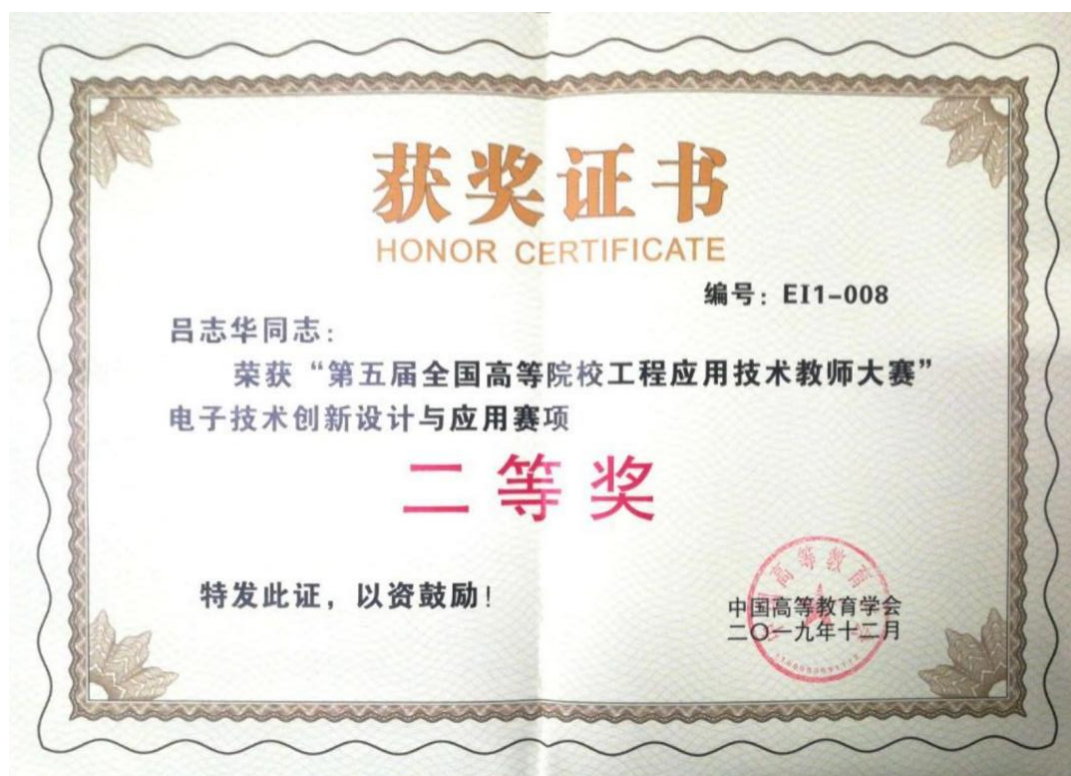 获奖证书
HONOR CERTIFICATE
编号：EI1-008
吕志华同志：
荣获“第五届全国高等院校工程应用技术教师大赛”
电子技术创新设计与应用赛项
二等奖
特发此证，以资鼓励！
中国高等教育学会
二〇一九年十二月